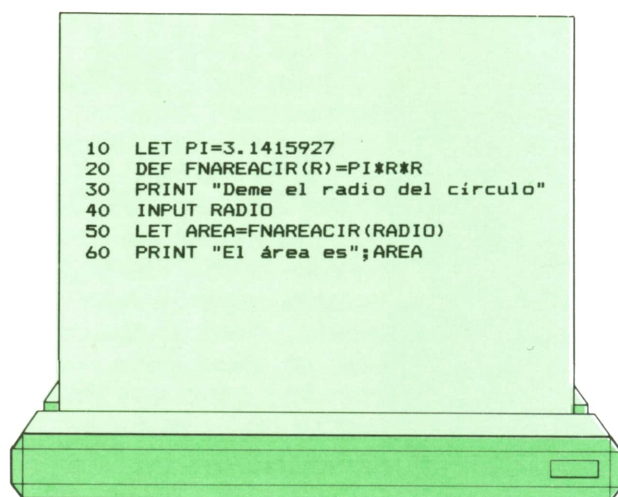 10 LET PI=3.1415927
20 DEF FNAREACIR(R)=PI*R*R
30 PRINT "Deme el radio del círculo"
40 INPUT RADIO
50 LET AREA=FNAREACIR(RADIO)
60 PRINT "El área es";AREA